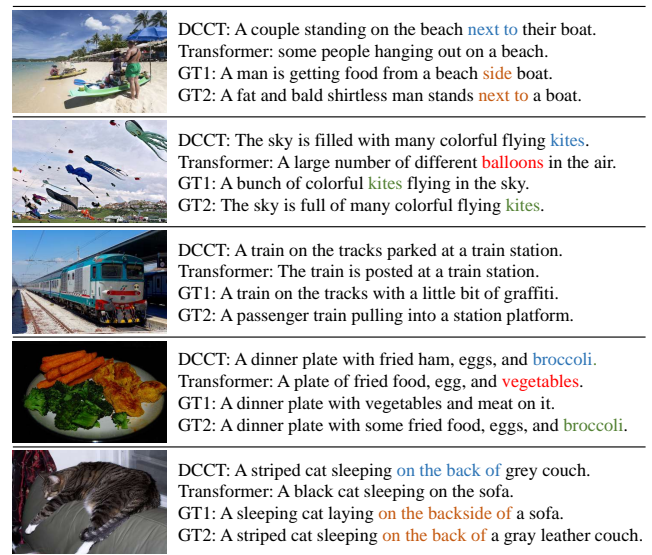 DCCT: A couple standing on the beach next to their boat.
Transformer: some people hanging out on a beach.
GT1: A man is getting food from a beach side boat.
GT2: A fat and bald shirtless man stands next to a boat.
DCCT: The sky is filled with many colorful flying kites.
Transformer: A large number of different balloons in the air.
GT1: A bunch of colorful kites flying in the sky.
GT2: The sky is full of many colorful flying kites.
DCCT: A train on the tracks parked at a train station.
Transformer: The train is posted at a train station.
GT1: A train on the tracks with a little bit of graffiti.
GT2: A passenger train pulling into a station platform.
DCCT: A dinner plate with fried ham, eggs, and broccoli.
Transformer: A plate of fried food, egg, and vegetables.
GT1: A dinner plate with vegetables and meat on it.
GT2: A dinner plate with some fried food, eggs, and broccoli.
DCCT: A striped cat sleeping on the back of grey couch.
Transformer: A black cat sleeping on the sofa.
GT1: A sleeping cat laying on the backside of a sofa.
GT2: A striped cat sleeping on the back of a gray leather couch.